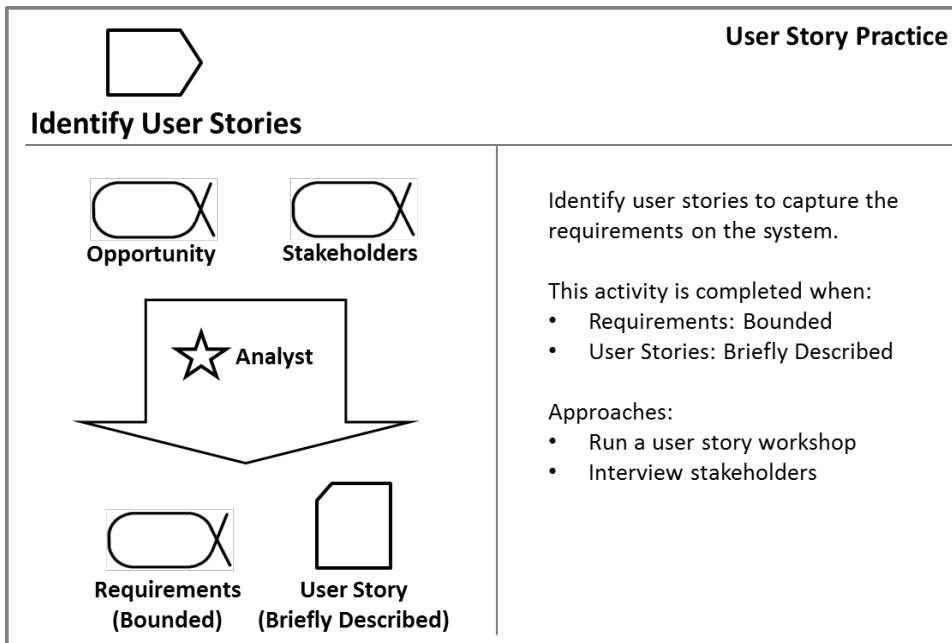 User Story Practice
Identify User Stories
Opportunity
Stakeholders
Analyst
Requirements
(Bounded)
User Story
(Briefly Described)
Identify user stories to capture the
requirements on the system.
This activity is completed when:
• Requirements: Bounded
• User Stories: Briefly Described
Approaches:
• Run a user story workshop
• Interview stakeholders